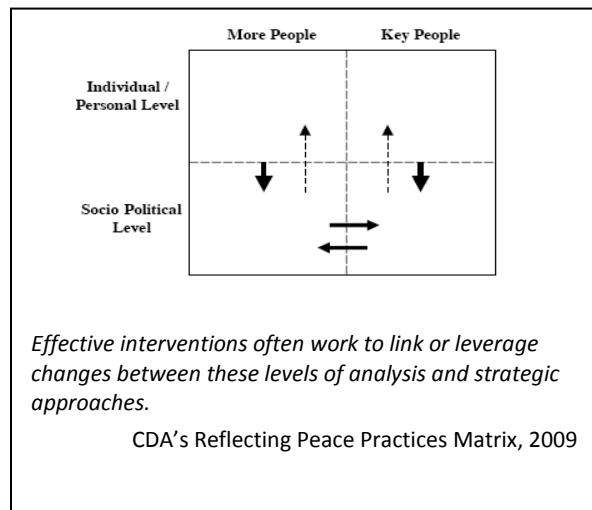 More People Key People
Individual /
Personal Level
Socio Political
Level
Effective interventions often work to link or leverage
changes between these levels of analysis and strategic
approaches.
CDA’s Reflecting Peace Practices Matrix, 2009